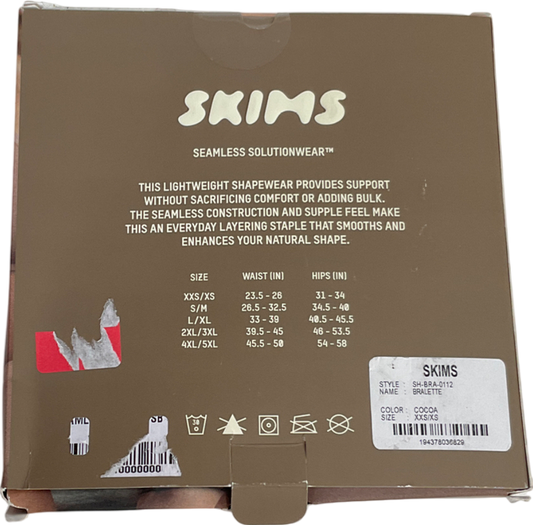 SKIMS
SEAMLESS SOLUTIONWEAR™
THIS LIGHTWEIGHT SHAPEWEAR PROVIDES SUPPORT
WITHOUT SACRIFICING COMFORT OR ADDING BULK.
THE SEAMLESS CONSTRUCTION AND SUPPLE FEEL MAKE
THIS AN EVERYDAY LAYERING STAPLE THAT SMOOTHS AND
ENHANCES YOUR NATURAL SHAPE.
SIZE WAIST (IN) HIPS (IN)
XXS/XS 23.5 - 26 31 - 34
S/M 26.5 - 32.5 34.5 - 40
L/XL 33 - 39 40.5 - 45.5
2XL/3XL 39.5 - 45 46 - 53.5
4XL/5XL 45.5 - 50 54 - 58
SKIMS
STYLE : SH-BRA-0112
NAME : BRALETTE
COLOR : COCOA
SIZE : XXS/XS
194378036829
30